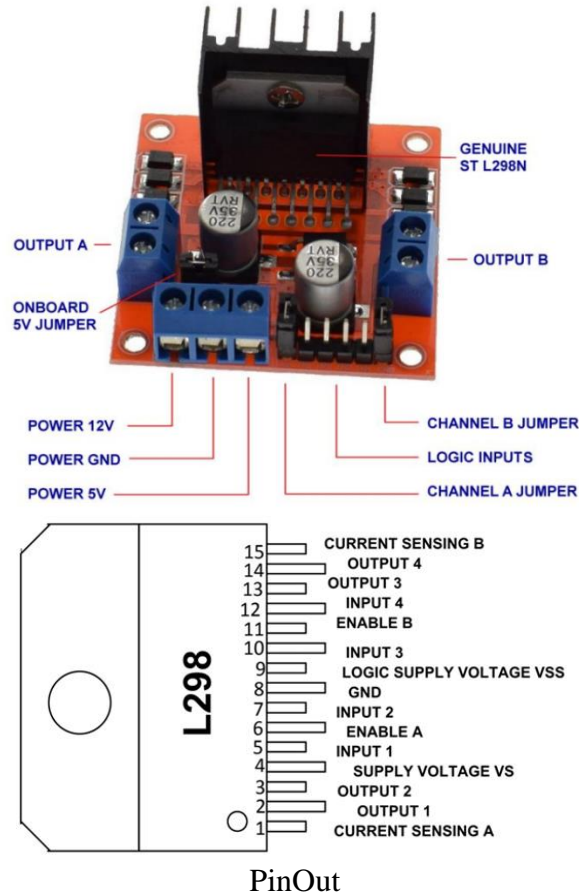 GENUINE
ST L298N
220
35V
RVT
220
35V
RVT
OUTPUT A
OUTPUT B
ONBOARD
5V JUMPER
POWER 12V
CHANNEL B JUMPER
POWER GND
LOGIC INPUTS
POWER 5V
CHANNEL A JUMPER
L298
15 CURRENT SENSING B
14 OUTPUT 4
13 OUTPUT 3
12 INPUT 4
11 ENABLE B
10 INPUT 3
9 LOGIC SUPPLY VOLTAGE VSS
8 GND
7 INPUT 2
6 ENABLE A
5 INPUT 1
4 SUPPLY VOLTAGE VS
3 OUTPUT 2
2 OUTPUT 1
1 CURRENT SENSING A
PinOut